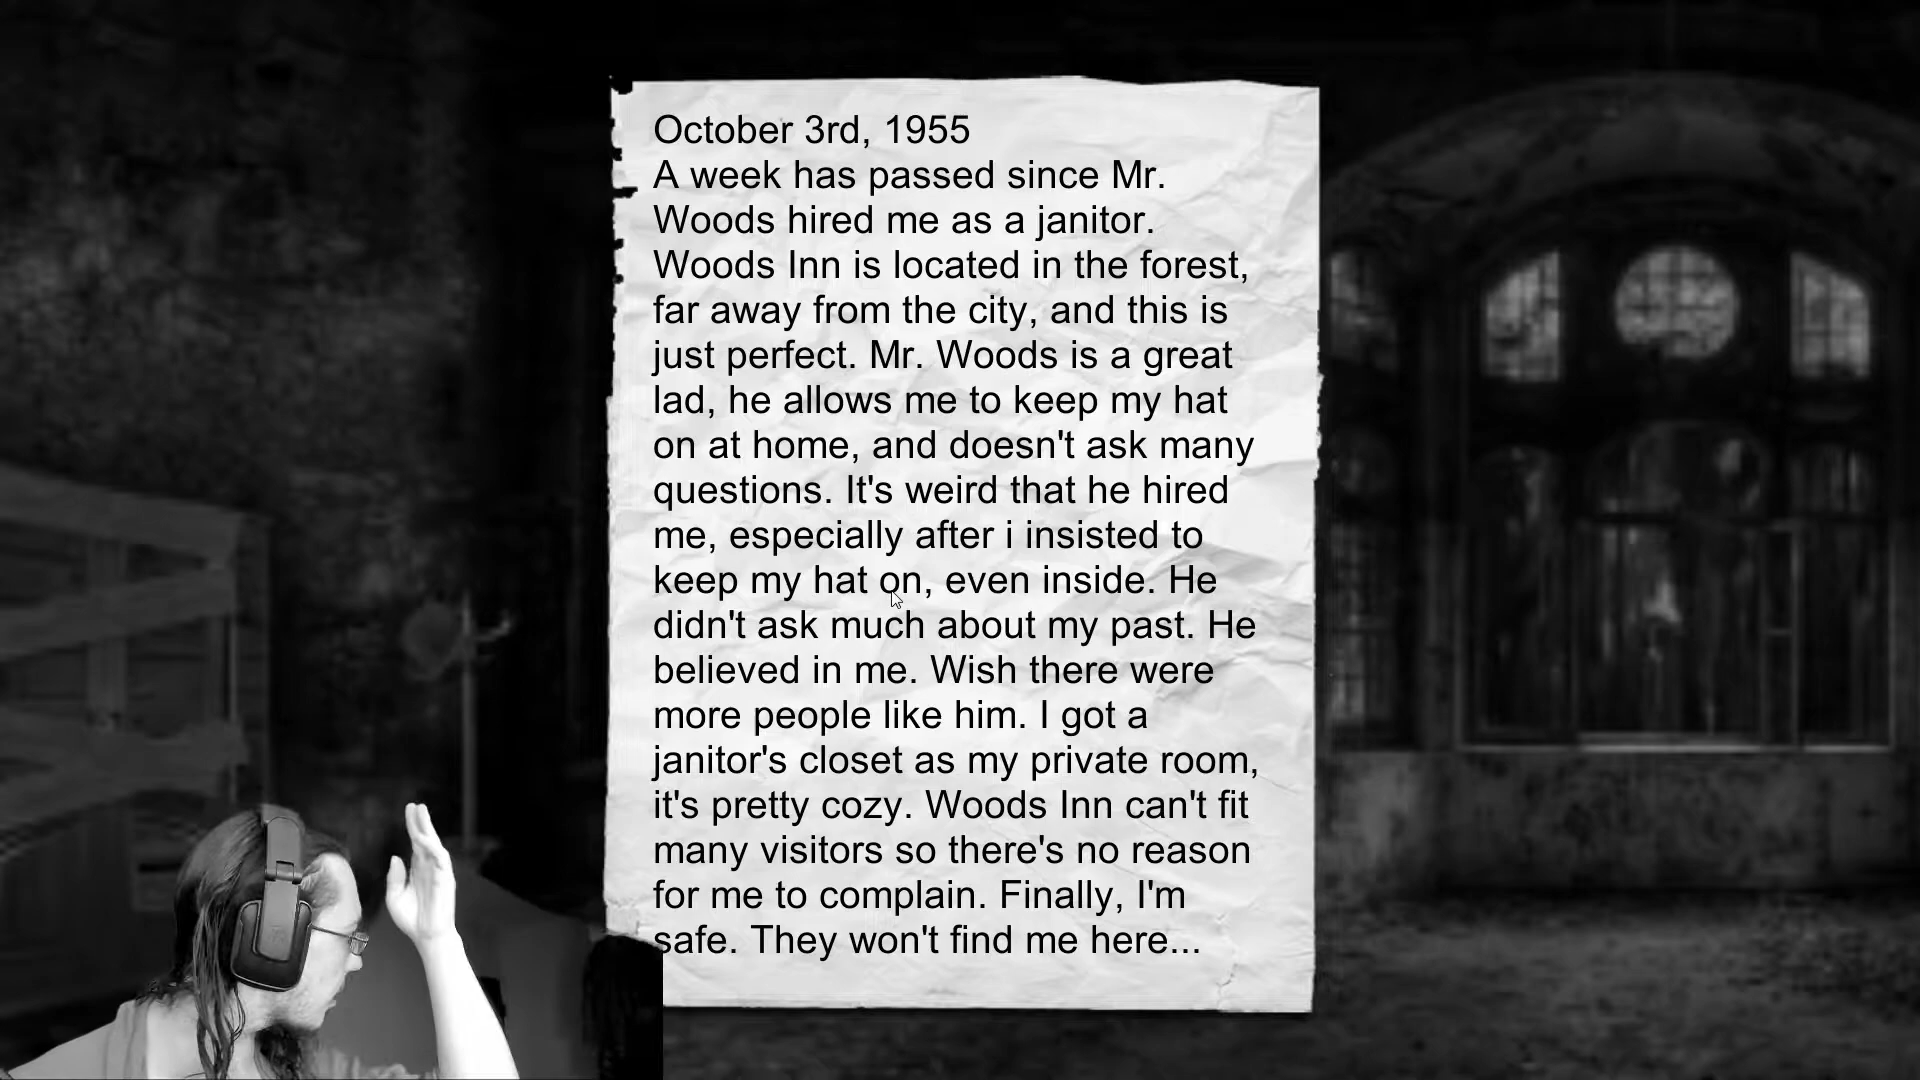 October 3rd, 1955
A week has passed since Mr.
Woods hired me as a janitor.
Woods Inn is located in the forest,
far away from the city, and this is
just perfect. Mr. Woods is a great
lad, he allows me to keep my hat
on at home, and doesn't ask many
questions. It's weird that he hired
me, especially after i insisted to
keep my hat on, even inside. He
didn't ask much about my past. He
believed in me. Wish there were
more people like him. I got a
janitor's closet as my private room,
it's pretty cozy. Woods Inn can't fit
many visitors so there's no reason
for me to complain. Finally, I'm
safe. They won't find me here...